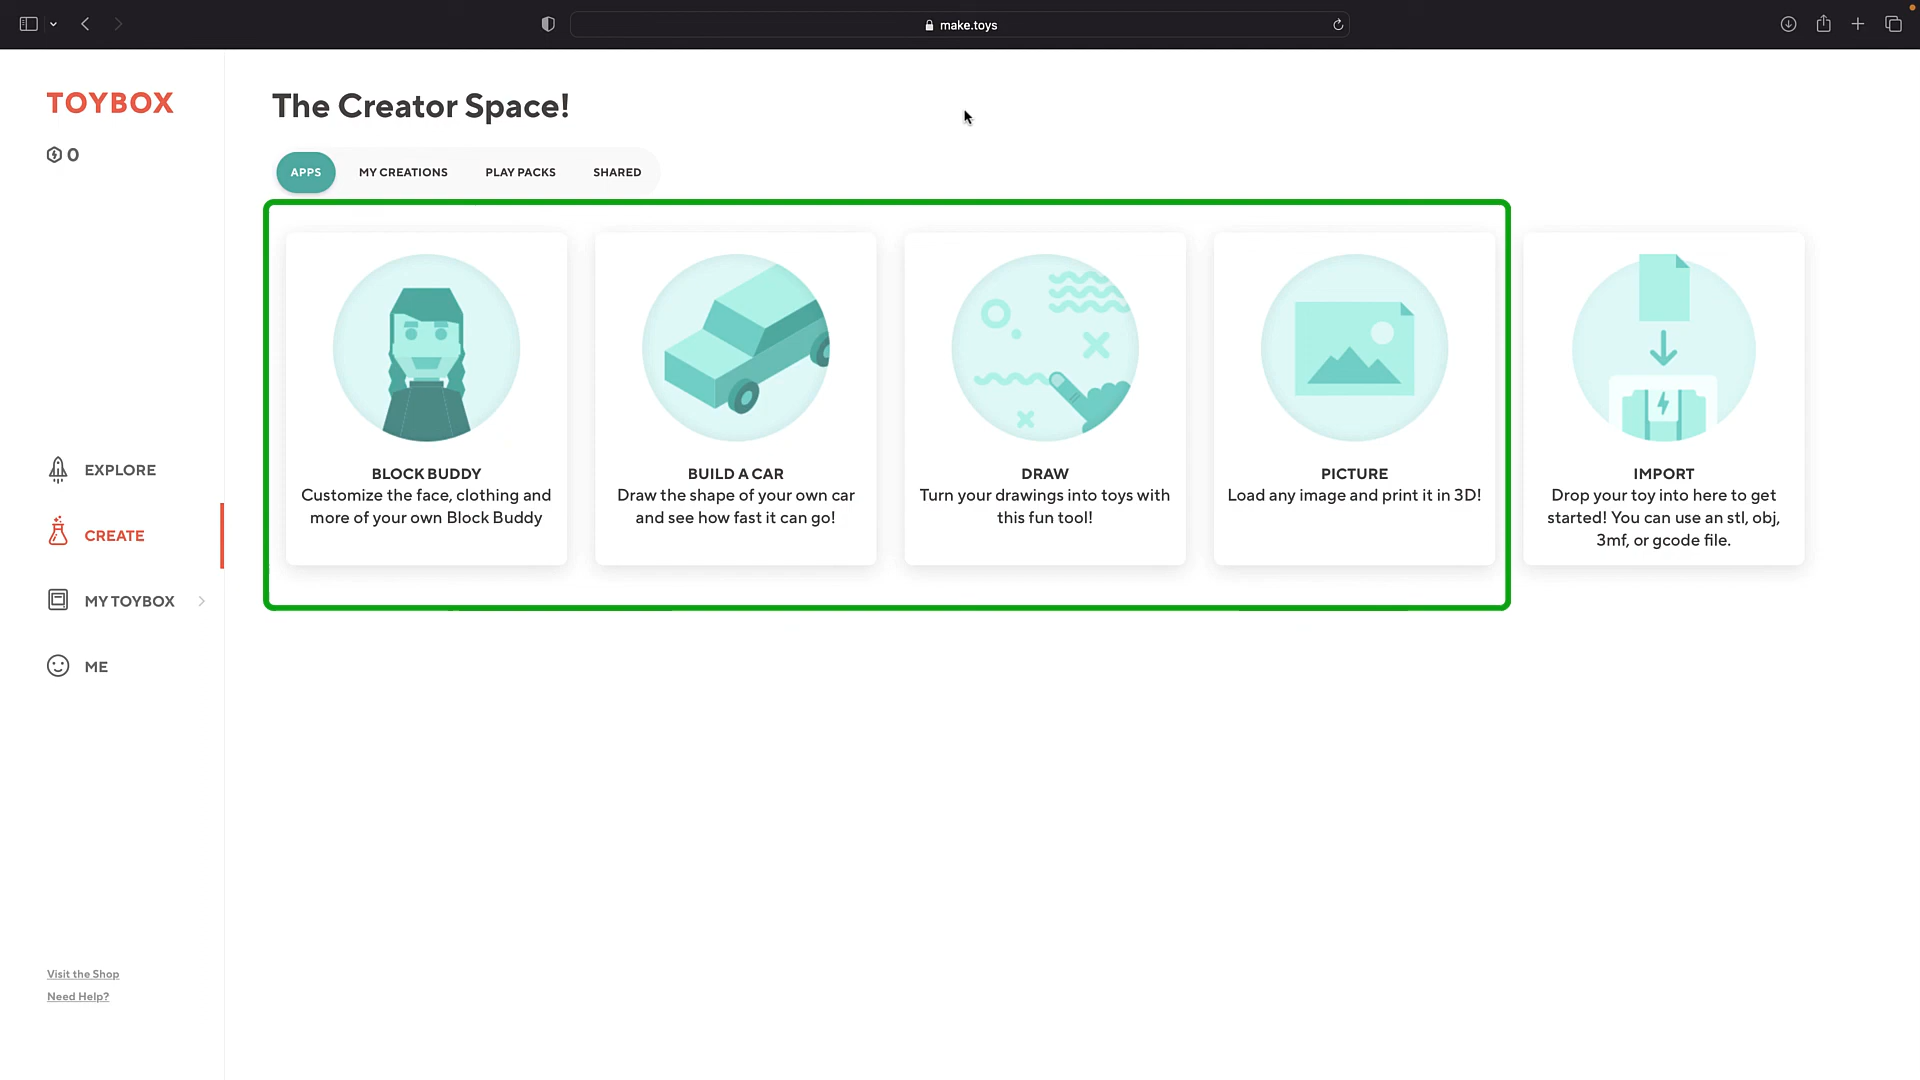 make.toys
TOYBOX
0
The Creator Space!
APPS
MY CREATIONS
PLAY PACKS
SHARED
BLOCK BUDDY
Customize the face, clothing and
more of your own Block Buddy
BUILD A CAR
Draw the shape of your own car
and see how fast it can go!
DRAW
Turn your drawings into toys with
this fun tool!
PICTURE
Load any image and print it in 3D!
IMPORT
Drop your toy into here to get
started! You can use an stl, obj,
3mf, or gcode file.
EXPLORE
CREATE
MY TOYBOX
ME
Visit the Shop
Need Help?